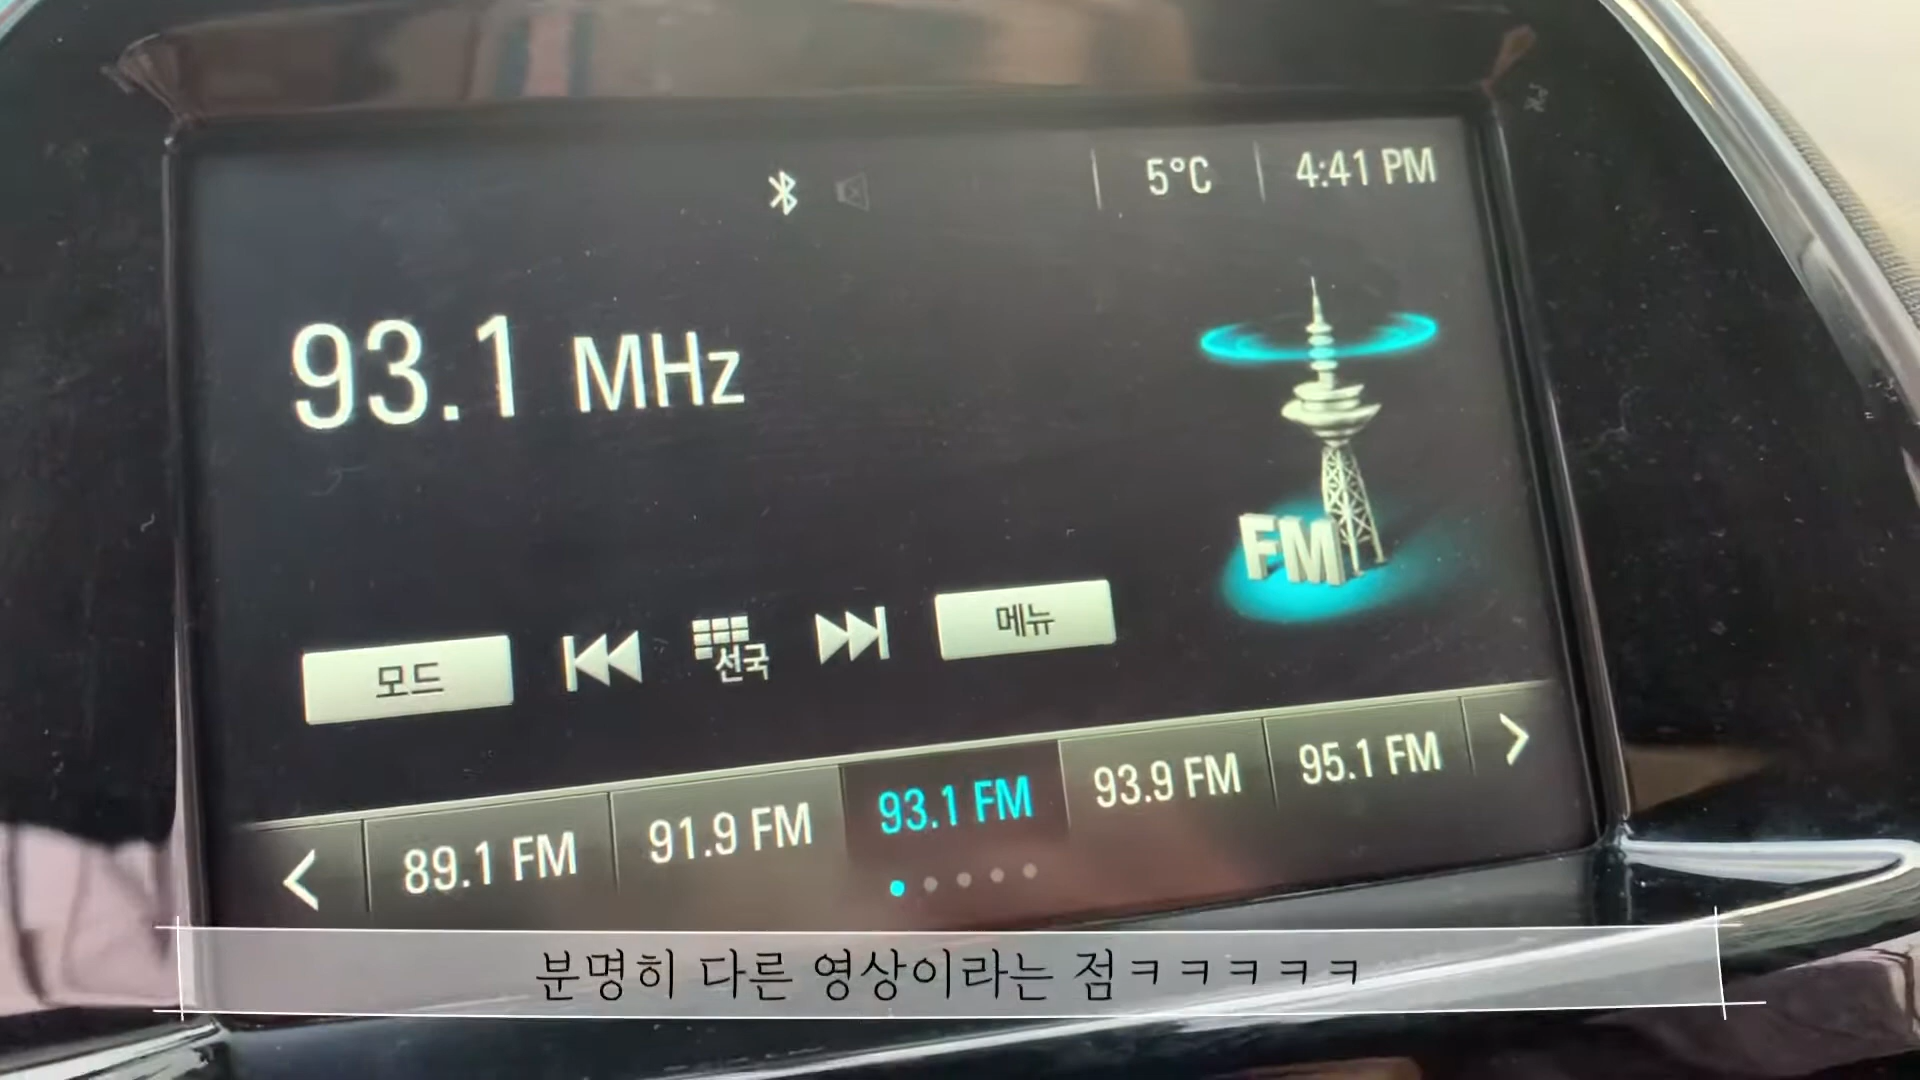 5°C
4:41 PM
93.1 MHz
FM
모드
선국
메뉴
89.1 FM
91.9 FM
93.1 FM
93.9 FM
95.1 FM
분명히 다른 영상이라는 점ㅋㅋㅋㅋㅋ